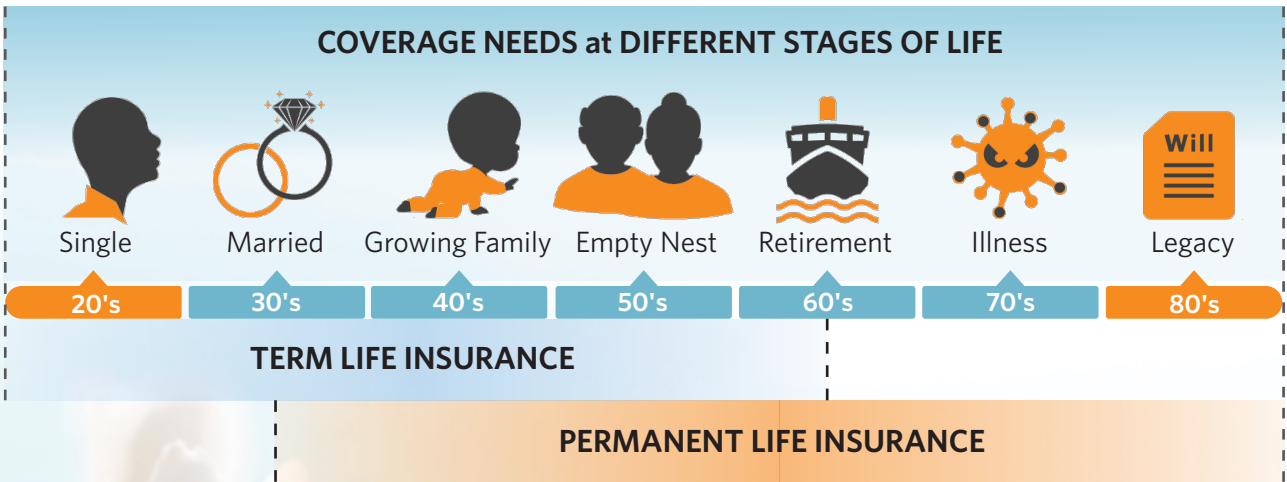 COVERAGE NEEDS at DIFFERENT STAGES OF LIFE
Will
Single Married Growing Family Empty Nest Retirement Illness Legacy
20's 30's 40's 50's 60's 70's 80's
TERM LIFE INSURANCE
PERMANENT LIFE INSURANCE